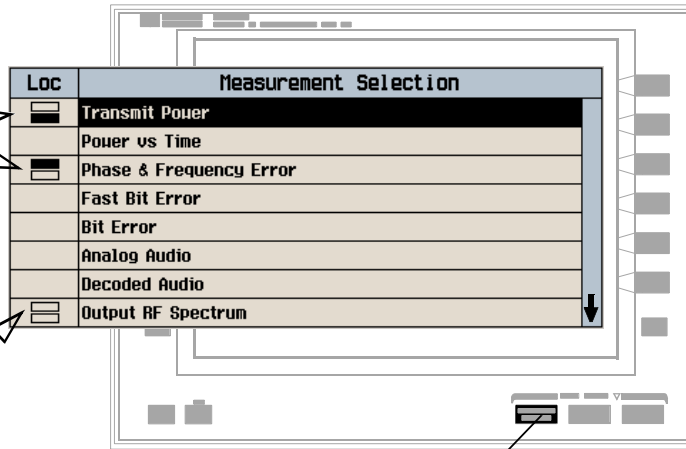 Loc Measurement Selection
Transmit Power
Power vs Time
Phase & Frequency Error
Fast Bit Error
Bit Error
Analog Audio
Decoded Audio
Output RF Spectrum